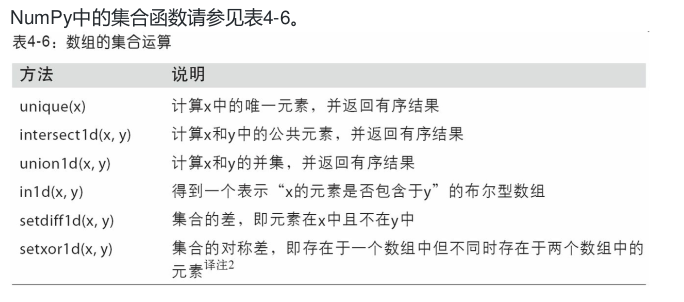 NumPy中的集合函数请参见表4-6。
表4-6：数组的集合运算
方法 说明
unique(x) 计算x中的唯一元素，并返回有序结果
intersect1d(x, y) 计算x和y中的公共元素，并返回有序结果
union1d(x, y) 计算x和y的并集，并返回有序结果
in1d(x, y) 得到一个表示“x的元素是否包含于y”的布尔型数组
setdiff1d(x, y) 集合的差，即元素在x中且不在y中
setxor1d(x, y) 集合的对称差，即存在于一个数组中但不同时存在于两个数组中的
元素译注2